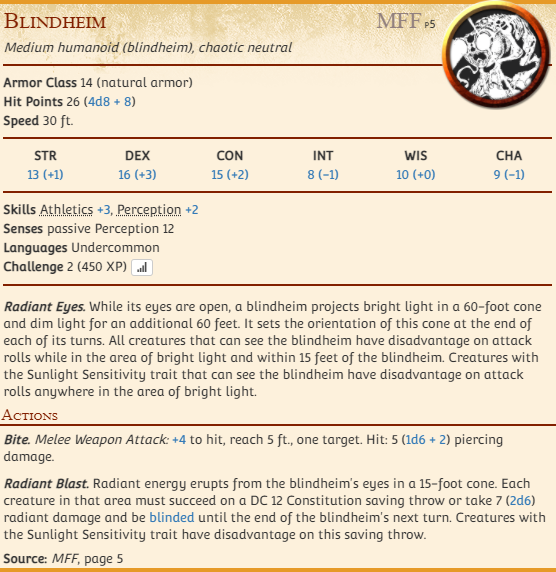 Blindheim MFF p5
Medium humanoid (blindheim), chaotic neutral
Armor Class 14 (natural armor)
Hit Points 26 (4d8 + 8)
Speed 30 ft.
STR DEX CON INT WIS CHA
13 (+1) 16 (+3) 15 (+2) 8 (−1) 10 (+0) 9 (−1)
Skills Athletics +3, Perception +2
Senses passive Perception 12
Languages Undercommon
Challenge 2 (450 XP)
Radiant Eyes. While its eyes are open, a blindheim projects bright light in a 60-foot cone
and dim light for an additional 60 feet. It sets the orientation of this cone at the end of
each of its turns. All creatures that can see the blindheim have disadvantage on attack
rolls while in the area of bright light and within 15 feet of the blindheim. Creatures with
the Sunlight Sensitivity trait that can see the blindheim have disadvantage on attack
rolls anywhere in the area of bright light.
Actions
Bite. Melee Weapon Attack: +4 to hit, reach 5 ft., one target. Hit: 5 (1d6 + 2) piercing
damage.
Radiant Blast. Radiant energy erupts from the blindheim's eyes in a 15-foot cone. Each
creature in that area must succeed on a DC 12 Constitution saving throw or take 7 (2d6)
radiant damage and be blinded until the end of the blindheim's next turn. Creatures with
the Sunlight Sensitivity trait have disadvantage on this saving throw.
Source: MFF, page 5